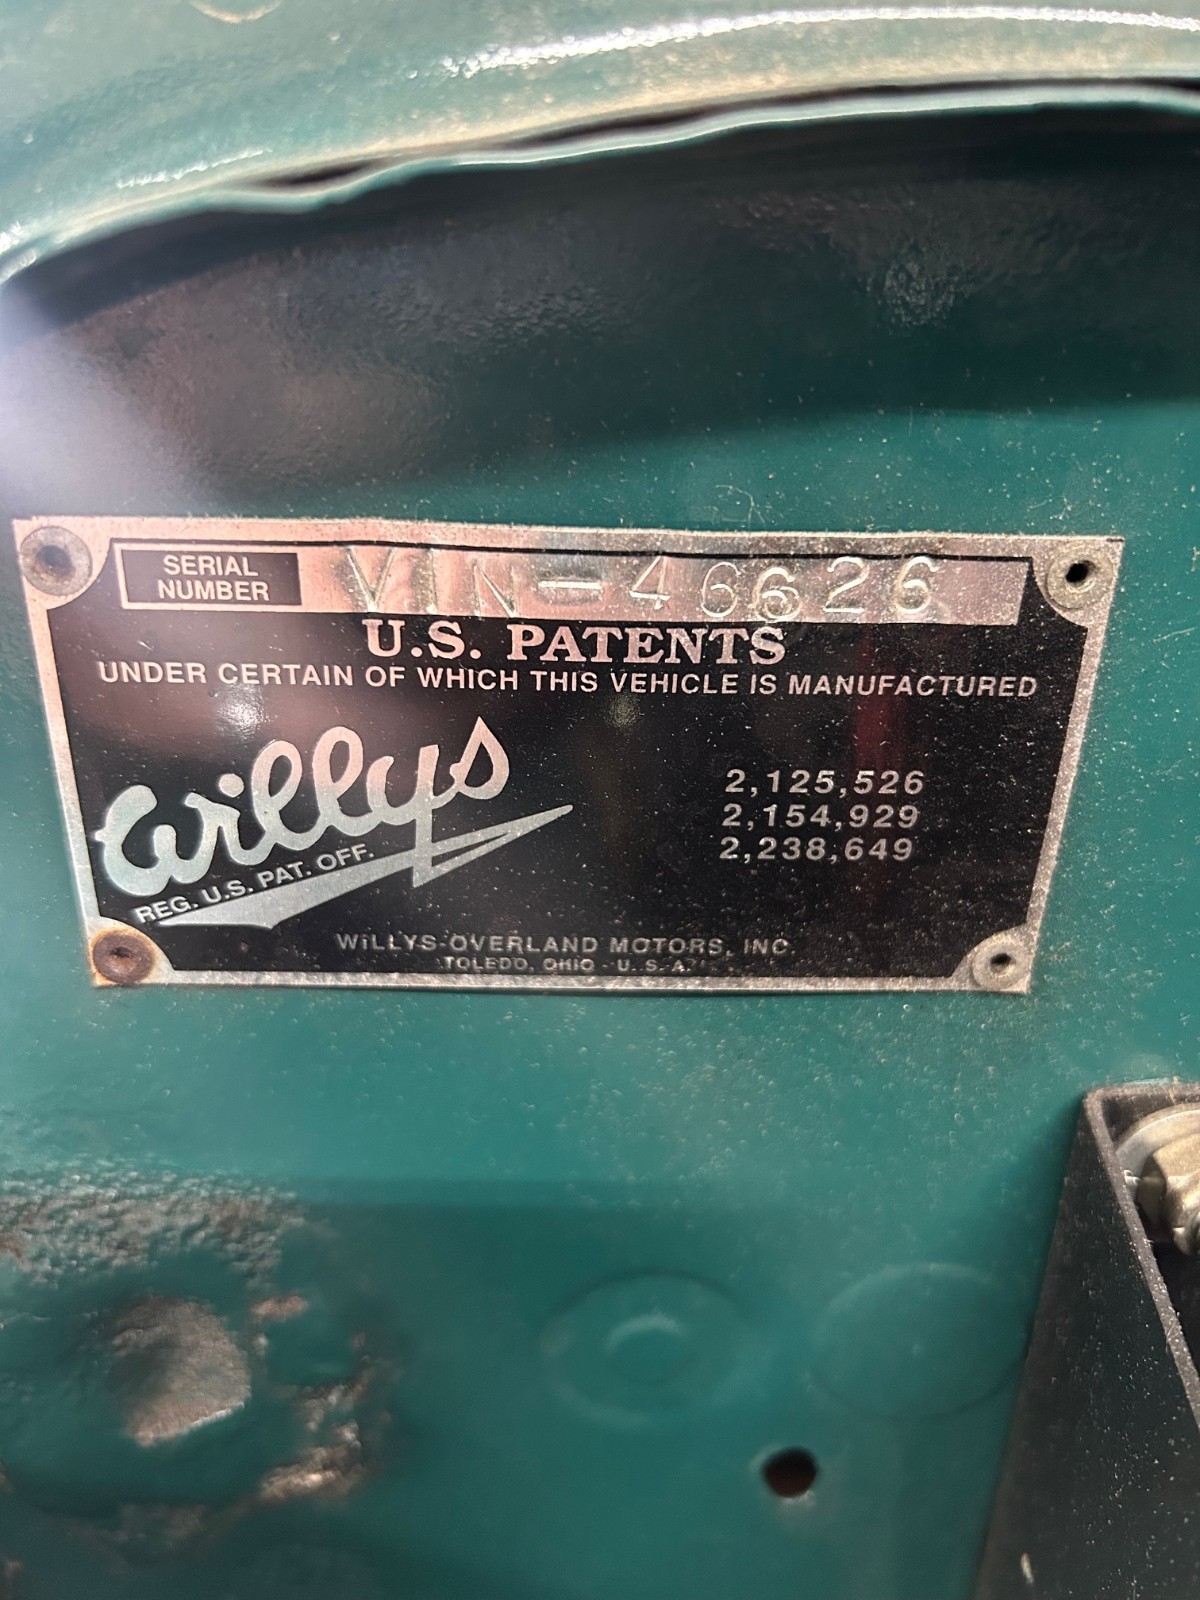 SERIAL
NUMBER
VIN-46626
U.S. PATENTS
UNDER CERTAIN OF WHICH THIS VEHICLE IS MANUFACTURED
Willys
REG. U.S. PAT. OFF.
2,125,526
2,154,929
2,238,649
WILLYS-OVERLAND MOTORS, INC
TOLEDO, OHIO - U. S. A.